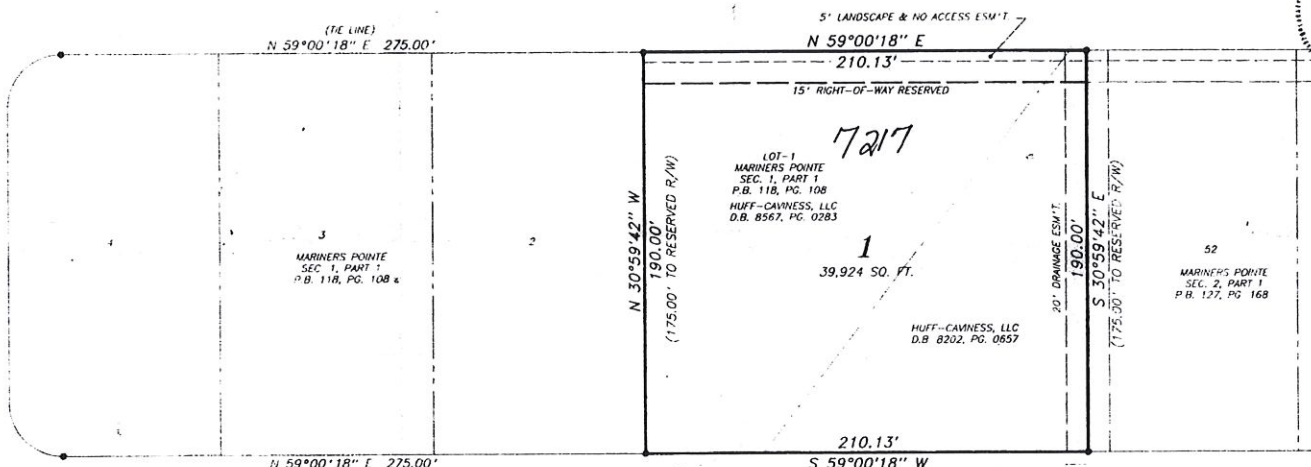 5' LANDSCAPE & NO ACCESS ESM'T.
(TIE LINE)
N 59°00'18" E 275.00'
N 59°00'18" E
210.13'
15' RIGHT-OF-WAY RESERVED
7217
LOT-1
MARINERS POINTE
SEC. 1, PART 1
P.B. 118, PG. 108
HUFF-CAVINESS, LLC
D.B. 8567, PG. 0283
N 30°59'42" W
190.00'
(175.00' TO RESERVED R/W)
1
39,924 SQ. FT.
HUFF-CAVINESS, LLC
D.B 8202, PG. 0657
20' DRAINAGE ESM'T.
190.00'
S 30°59'42" E
(175.00' TO RESERVED R/W)
4
3
MARINERS POINTE
SEC 1, PART 1
P.B. 118, PG. 108
2
52
MARINERS POINTE
SEC. 2, PART 1
P.B. 127, PG 168
210.13'
S 59°00'18" W
N 59°00'18" E 275.00'